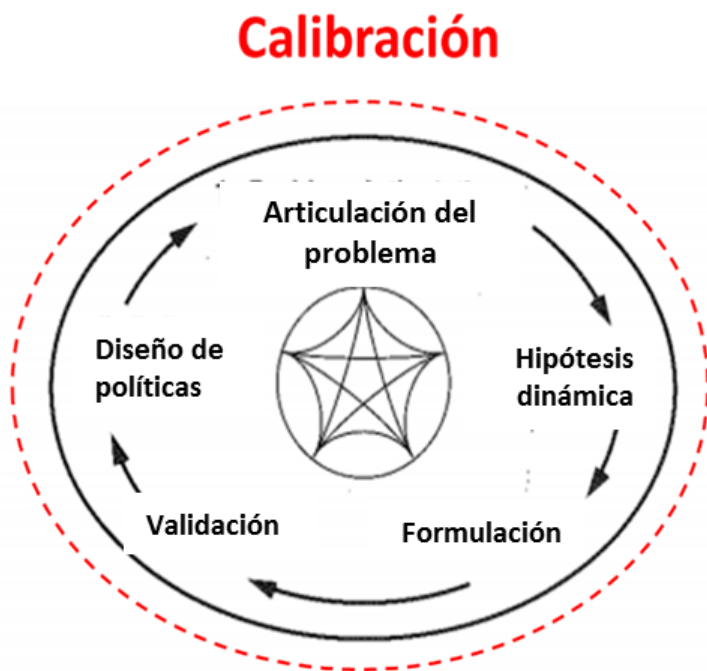 Calibración
Articulación del
problema
Diseño de
políticas
Hipótesis
dinámica
Validación
Formulación